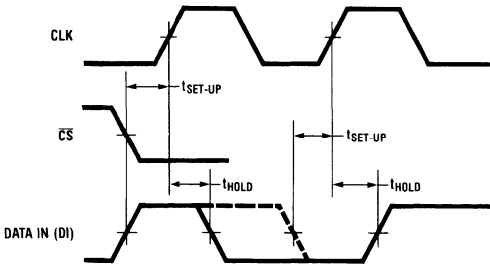 CLK
tSET-UP
CS
tSET-UP
tHOLD
tHOLD
DATA IN (DI)